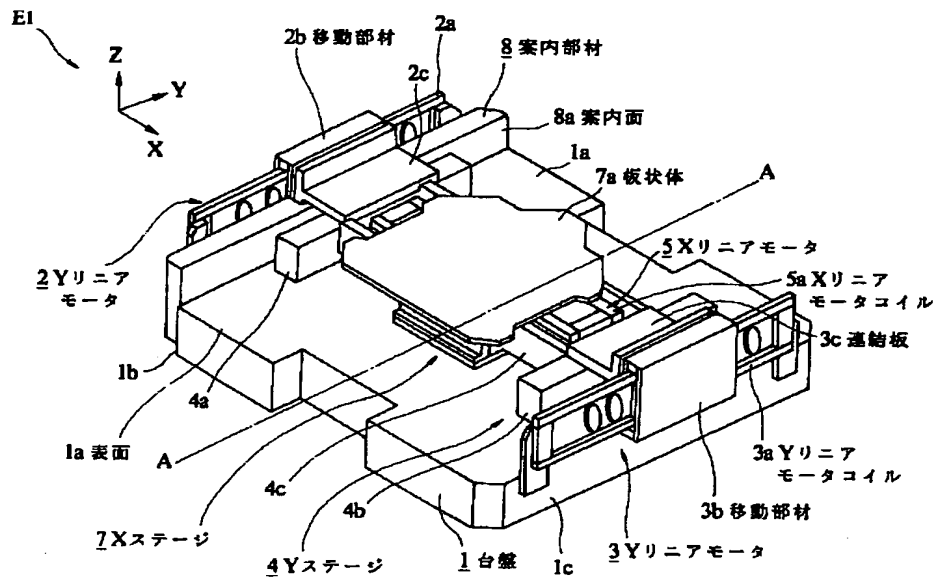 E1
2b 移動部材
2a
8 案内部材
2c
Z
Y
X
8a 案内面
1a
7a 板状体
A
5 Xリニアモータ
5a Xリニア
モータコイル
2 Yリニア
モータ
3c 連結板
1b
4a
1a 表面
A
4c
4b
3a Yリニア
モータコイル
3b 移動部材
7 Xステージ
4 Yステージ
1 台盤
1c
3 Yリニアモータ